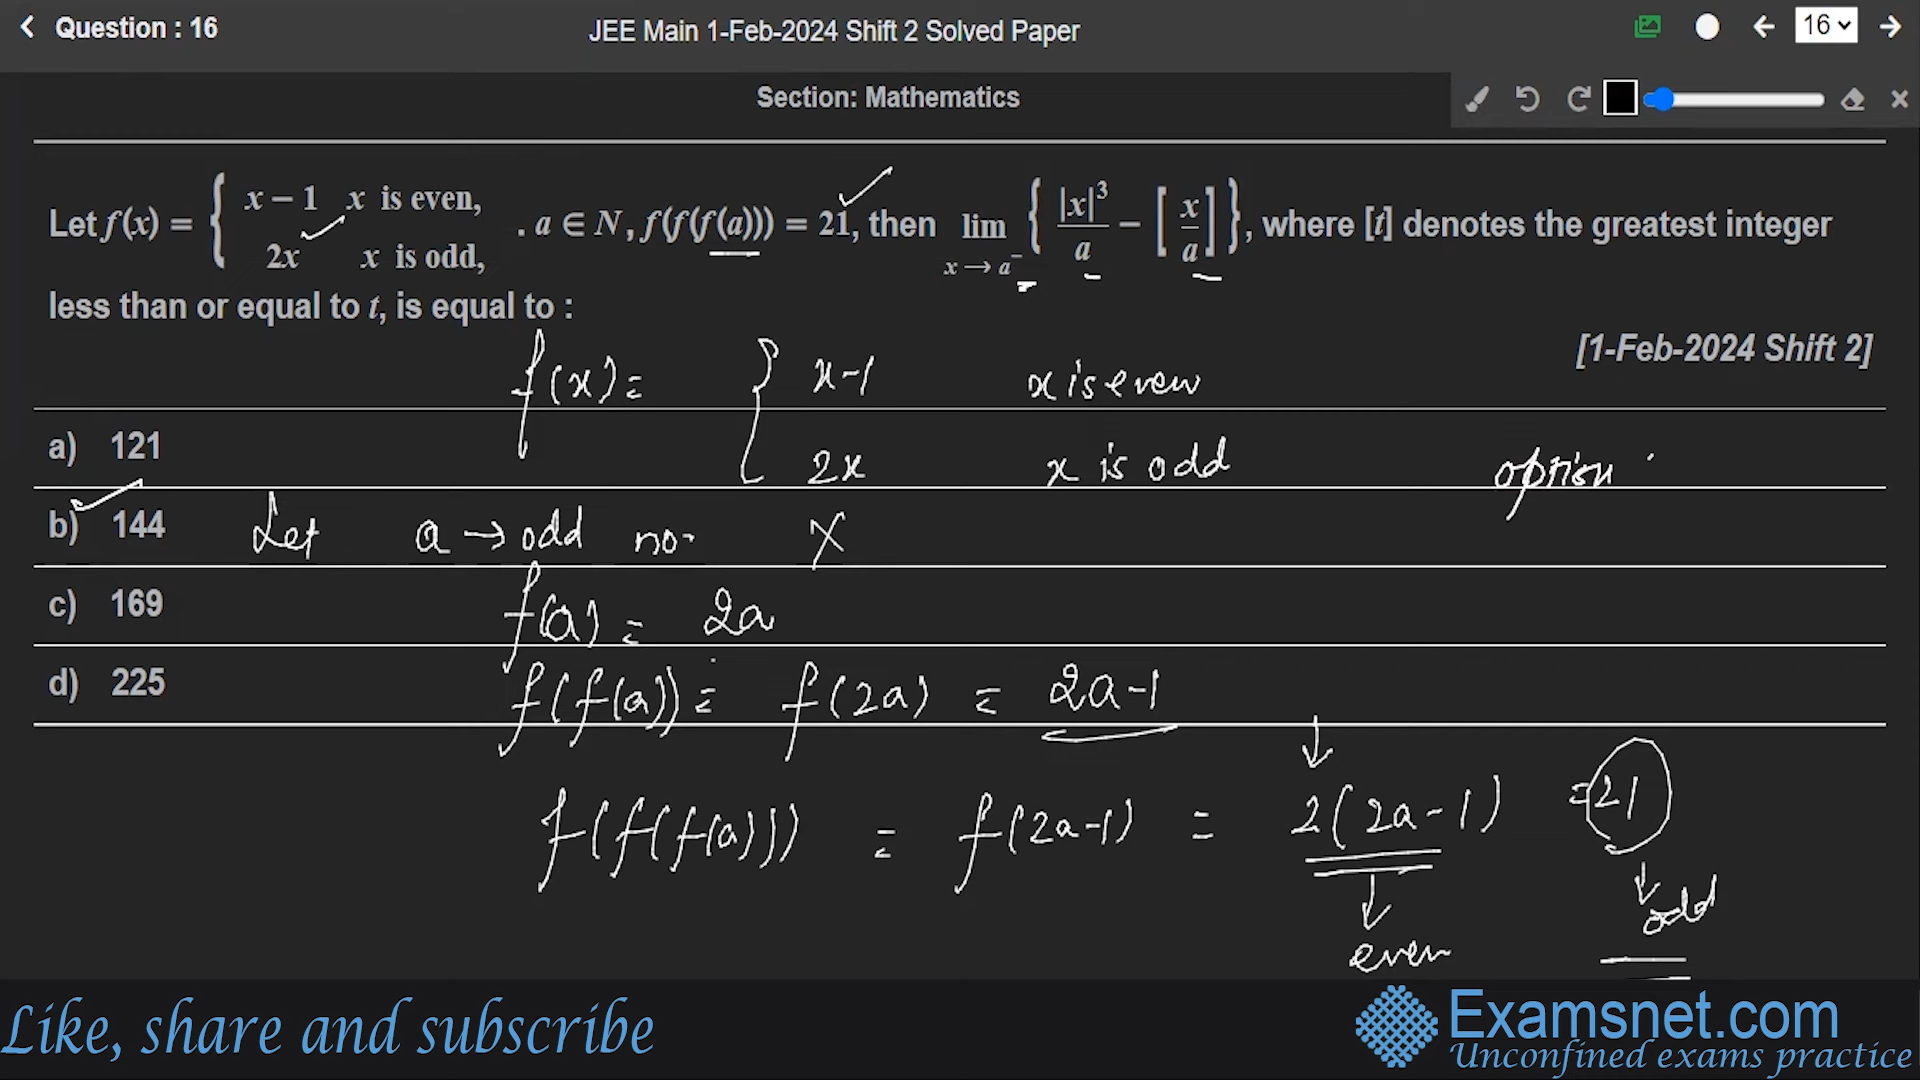 Question : 16
JEE Main 1-Feb-2024 Shift 2 Solved Paper
16
Section: Mathematics
Let f(x) = { x − 1 x is even, 2x x is odd, . a ∈ N, f(f(f(a))) = 21, then lim x → a⁻ { |x|³/a − [x/a] }, where [t] denotes the greatest integer
less than or equal to t, is equal to :
[1-Feb-2024 Shift 2]
f(x) = { x-1 x is even
2x x is odd
option
a) 121
b) 144
Let a → odd no. X
c) 169
f(a) = 2a
d) 225
f(f(a)) = f(2a) = 2a-1
f(f(f(a))) = f(2a-1) = 2(2a-1) = 21
even
odd
Like, share and subscribe
Examsnet.com
Unconfined exams practice